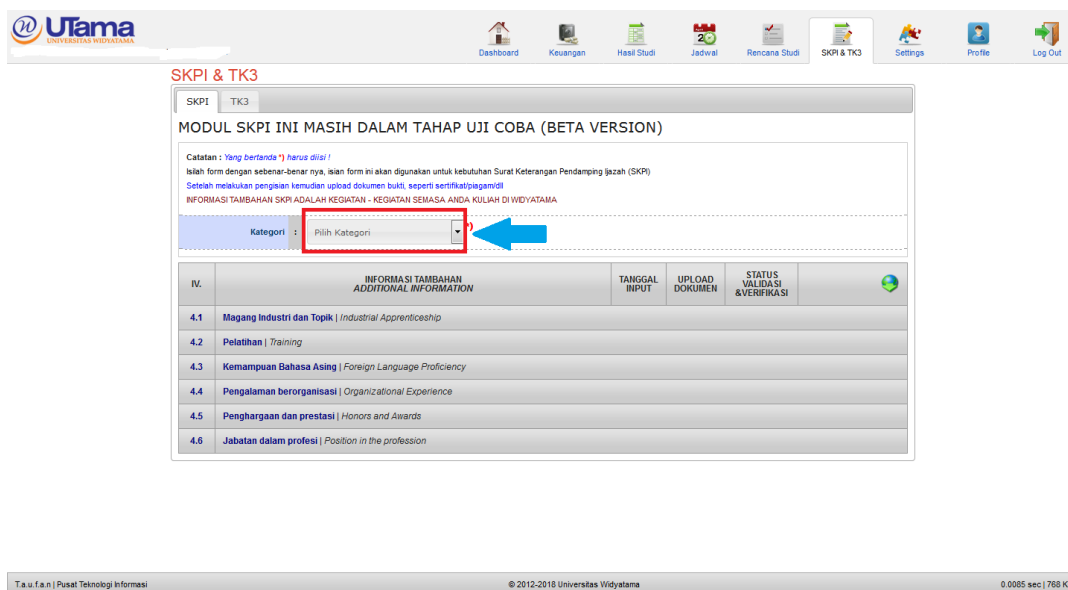 UTama
UNIVERSITAS WIDYATAMA
Dashboard
Keuangan
Hasil Studi
20
Jadwal
Rencana Studi
SKPI & TK3
Settings
Profile
Log Out
SKPI & TK3
SKPI
TK3
MODUL SKPI INI MASIH DALAM TAHAP UJI COBA (BETA VERSION)
Catatan : Yang bertanda *) harus diisi !
Isilah form dengan sebenar-benar nya, isian form ini akan digunakan untuk kebutuhan Surat Keterangan Pendamping Ijazah (SKPI)
Setelah melakukan pengisian kemudian upload dokumen bukti, seperti sertifikat/piagam/dll
INFORMASI TAMBAHAN SKPI ADALAH KEGIATAN - KEGIATAN SEMASA ANDA KULIAH DI WIDYATAMA
Kategori : Pilih Kategori *)
IV. INFORMASI TAMBAHAN
ADDITIONAL INFORMATION
TANGGAL
INPUT
UPLOAD
DOKUMEN
STATUS
VALIDASI
&VERIFIKASI
4.1 Magang Industri dan Topik | Industrial Apprenticeship
4.2 Pelatihan | Training
4.3 Kemampuan Bahasa Asing | Foreign Language Proficiency
4.4 Pengalaman berorganisasi | Organizational Experience
4.5 Penghargaan dan prestasi | Honors and Awards
4.6 Jabatan dalam profesi | Position in the profession
T.a.u.f.a.n | Pusat Teknologi Informasi
© 2012-2018 Universitas Widyatama
0.0085 sec | 768 K